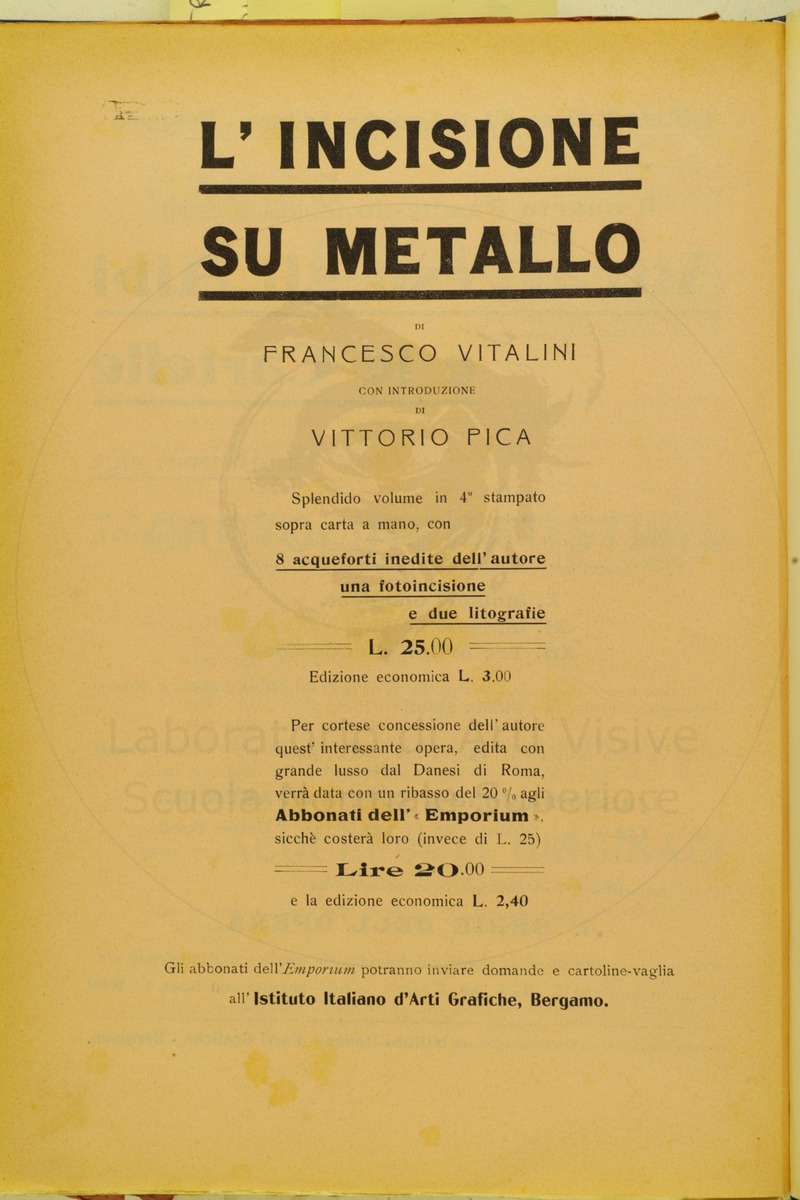 L' INCISIONE
SU METALLO
DI
FRANCESCO VITALINI
CON INTRODUZIONE
DI
VITTORIO PICA
Splendido volume in 4º stampato
sopra carta a mano, con
8 acqueforti inedite dell' autore
una fotoincisione
e due litografie
L. 25.00
Edizione economica L. 3.00
Per cortese concessione dell' autore
quest' interessante opera, edita con
grande lusso dal Danesi di Roma,
verrà data con un ribasso del 20 % agli
Abbonati dell' « Emporium »,
sicchè costerà loro (invece di L. 25)
Lire 20.00
e la edizione economica L. 2,40
Gli abbonati dell'Emporium potranno inviare domande e cartoline-vaglia
all' Istituto Italiano d'Arti Grafiche, Bergamo.